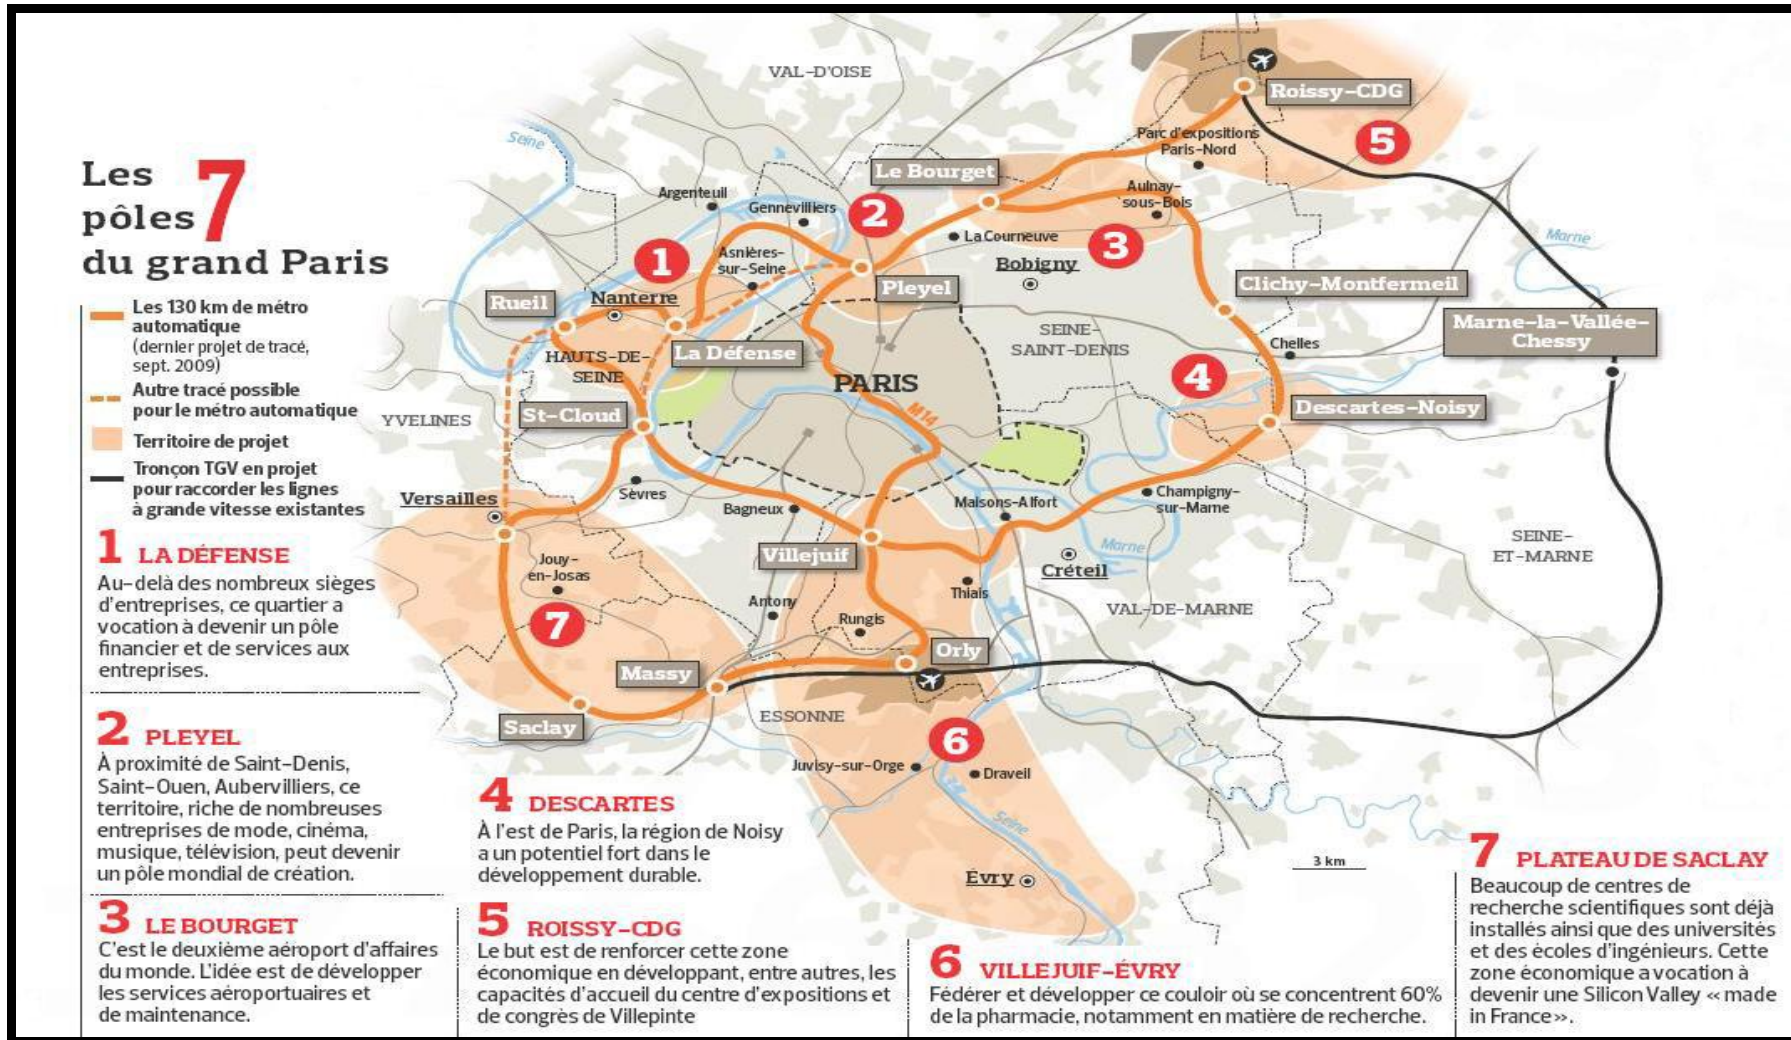 Les 7
pôles
du grand Paris
Les 130 km de métro
automatique
(dernier projet de tracé,
sept. 2009)
Autre tracé possible
pour le métro automatique
Territoire de projet
Tronçon TGV en projet
pour raccorder les lignes
à grande vitesse existantes
1 LA DÉFENSE
Au-delà des nombreux sièges
d'entreprises, ce quartier a
vocation à devenir un pôle
financier et de services aux
entreprises.
2 PLEYEL
À proximité de Saint-Denis,
Saint-Ouen, Aubervilliers, ce
territoire, riche de nombreuses
entreprises de mode, cinéma,
musique, télévision, peut devenir
un pôle mondial de création.
3 LE BOURGET
C'est le deuxième aéroport d'affaires
du monde. L'idée est de développer
les services aéroportuaires et
de maintenance.
4 DESCARTES
À l'est de Paris, la région de Noisy
a un potentiel fort dans le
développement durable.
5 ROISSY-CDG
Le but est de renforcer cette zone
économique en développant, entre autres, les
capacités d'accueil du centre d'expositions et
de congrès de Villepinte
6 VILLEJUIF-ÉVRY
Fédérer et développer ce couloir où se concentrent 60%
de la pharmacie, notamment en matière de recherche.
7 PLATEAU DE SACLAY
Beaucoup de centres de
recherche scientifiques sont déjà
installés ainsi que des universités
et des écoles d'ingénieurs. Cette
zone économique a vocation à
devenir une Silicon Valley « made
in France ».
VAL-D'OISE
Seine
Roissy-CDG
5
Parc d'expositions
Paris-Nord
Le Bourget
Argenteuil
Gennevilliers
2
Aulnay-
sous-Bois
La Courneuve
3
Marne
1
Asnières-
sur-Seine
Bobigny
Rueil
Nanterre
Pleyel
Clichy-Montfermeil
Marne-la-Vallée-
Chessy
HAUTS-DE-
SEINE
La Défense
SEINE-
SAINT-DENIS
Chelles
PARIS
4
YVELINES
St-Cloud
M14
Descartes-Noisy
Versailles
Sèvres
Bagneux
Maisons-Alfort
Champigny-
sur-Marne
Villejuif
Marne
SEINE-
ET-MARNE
Jouy-
en-Josas
Créteil
Antony
Thiais
VAL-DE-MARNE
7
Rungis
Massy
Orly
Saclay
ESSONNE
6
Juvisy-sur-Orge
Draveil
Seine
Évry
3 km